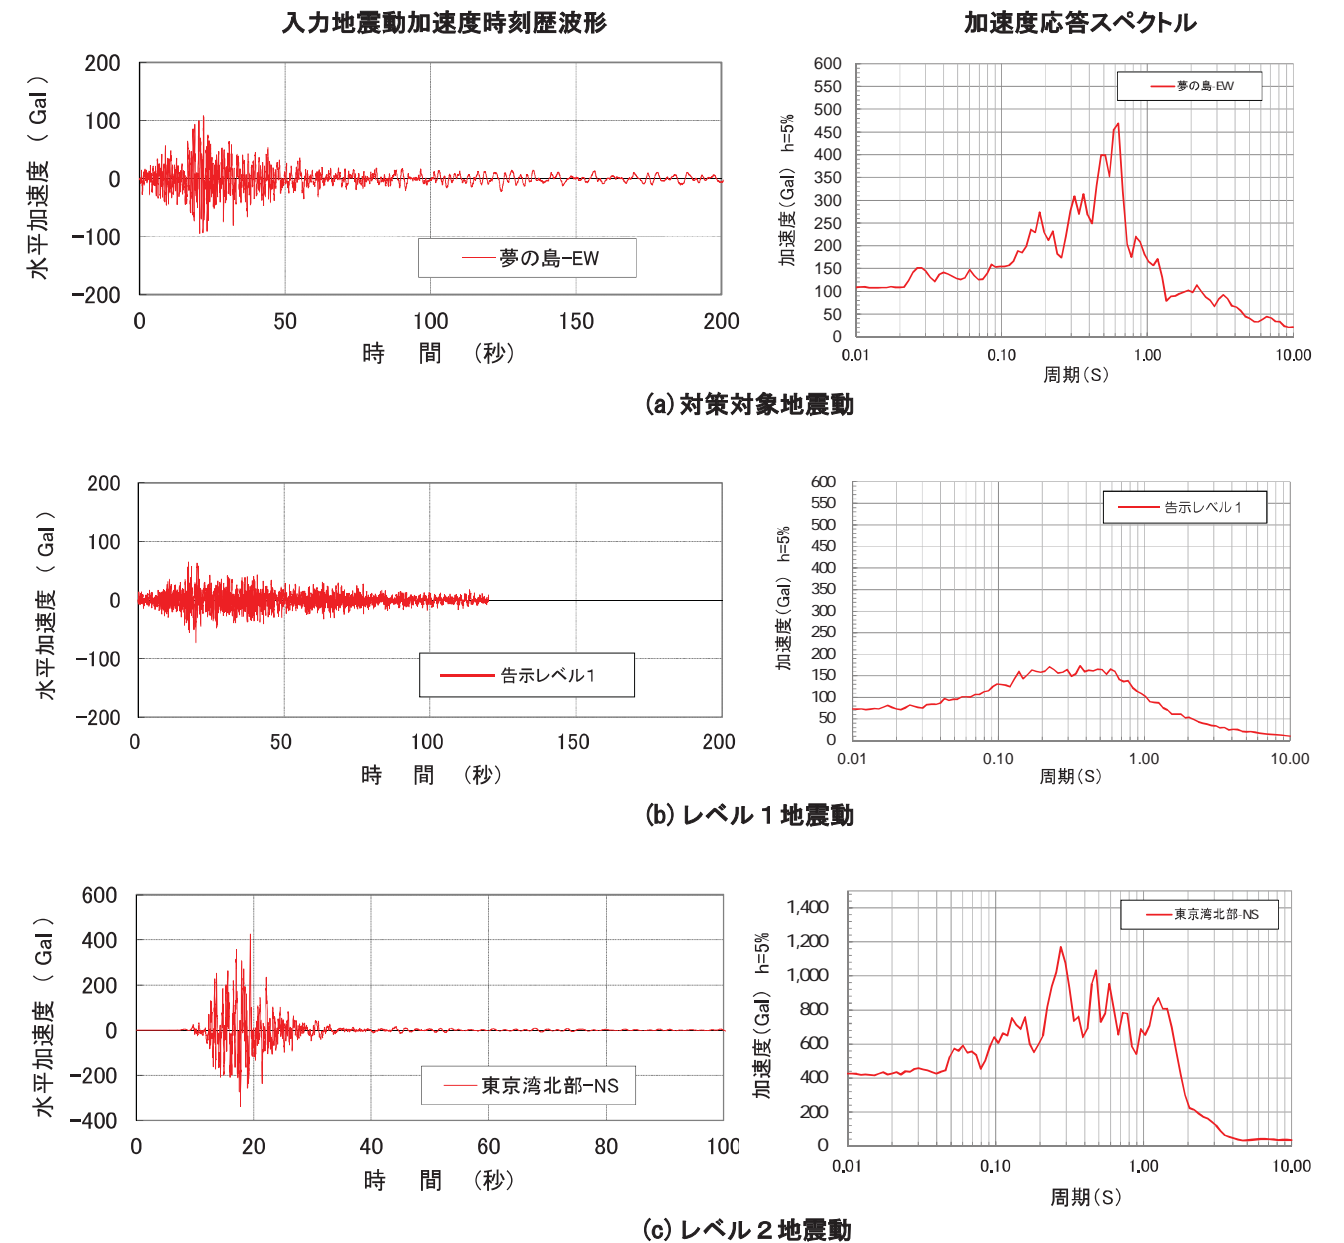 入力地震動加速度時刻歴波形
加速度応答スペクトル
水平加速度 (Gal)
200
100
0
-100
-200
0 50 100 150 200
時 間 (秒)
夢の島-EW
加速度(Gal) h=5%
600
550
500
450
400
350
300
250
200
150
100
50
0
0.01 0.10 1.00 10.00
周期(S)
夢の島-EW
(a)対策対象地震動
水平加速度 (Gal)
200
100
0
-100
-200
0 50 100 150 200
時 間 (秒)
告示レベル1
加速度(Gal) h=5%
600
550
500
450
400
350
300
250
200
150
100
50
0
0.01 0.10 1.00 10.00
周期(S)
告示レベル1
(b)レベル1地震動
水平加速度 (Gal)
600
400
200
0
-200
-400
0 20 40 60 80 100
時 間 (秒)
東京湾北部-NS
加速度(Gal) h=5%
1,400
1,200
1,000
800
600
400
200
0
0.01 0.10 1.00 10.00
周期(S)
東京湾北部-NS
(c)レベル2地震動